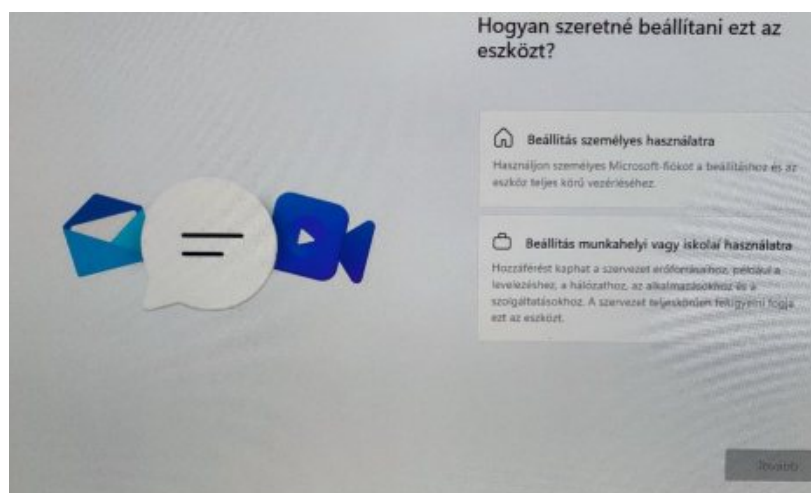 Hogyan szeretné beállítani ezt az
eszközt?
Beállítás személyes használatra
Használjon személyes Microsoft-fiókot a beállításhoz és az
eszköz teljes körű vezérléséhez.
Beállítás munkahelyi vagy iskolai használatra
Hozzáférést kaphat a szervezet erőforrásaihoz, például a
levelezéshez, a hálózathoz, az alkalmazásokhoz és a
szolgáltatásokhoz. A szervezet teljeskörűen felügyelni fogja
ezt az eszközt.
Tovább